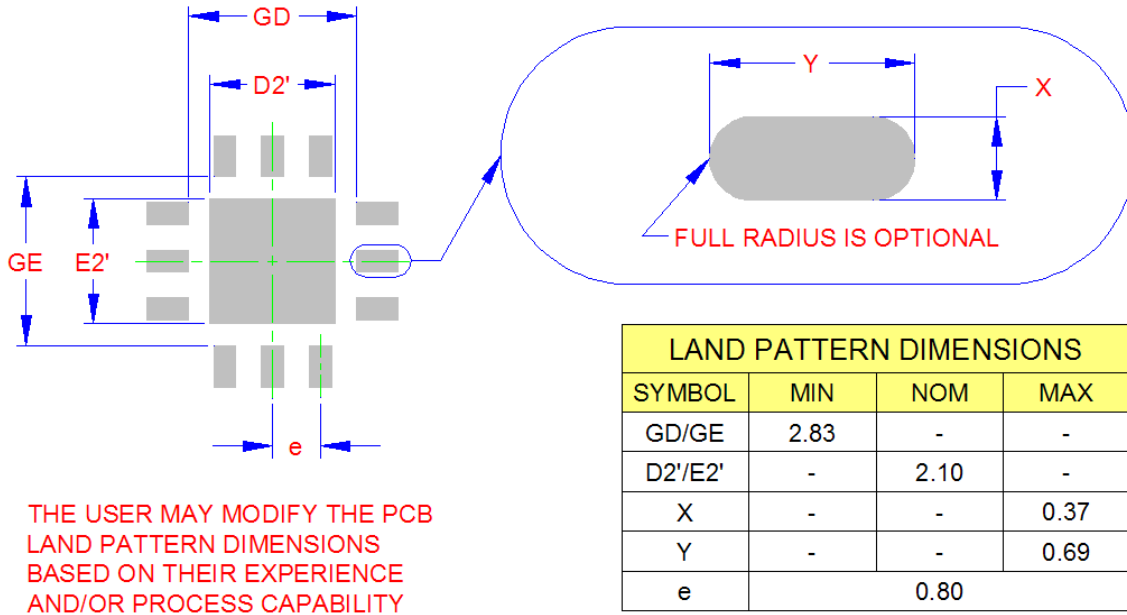 GD
D2'
Y
X
GE
E2'
FULL RADIUS IS OPTIONAL
e
LAND PATTERN DIMENSIONS
SYMBOL MIN NOM MAX
GD/GE 2.83 - -
D2'/E2' - 2.10 -
X - - 0.37
Y - - 0.69
e 0.80
THE USER MAY MODIFY THE PCB
LAND PATTERN DIMENSIONS
BASED ON THEIR EXPERIENCE
AND/OR PROCESS CAPABILITY